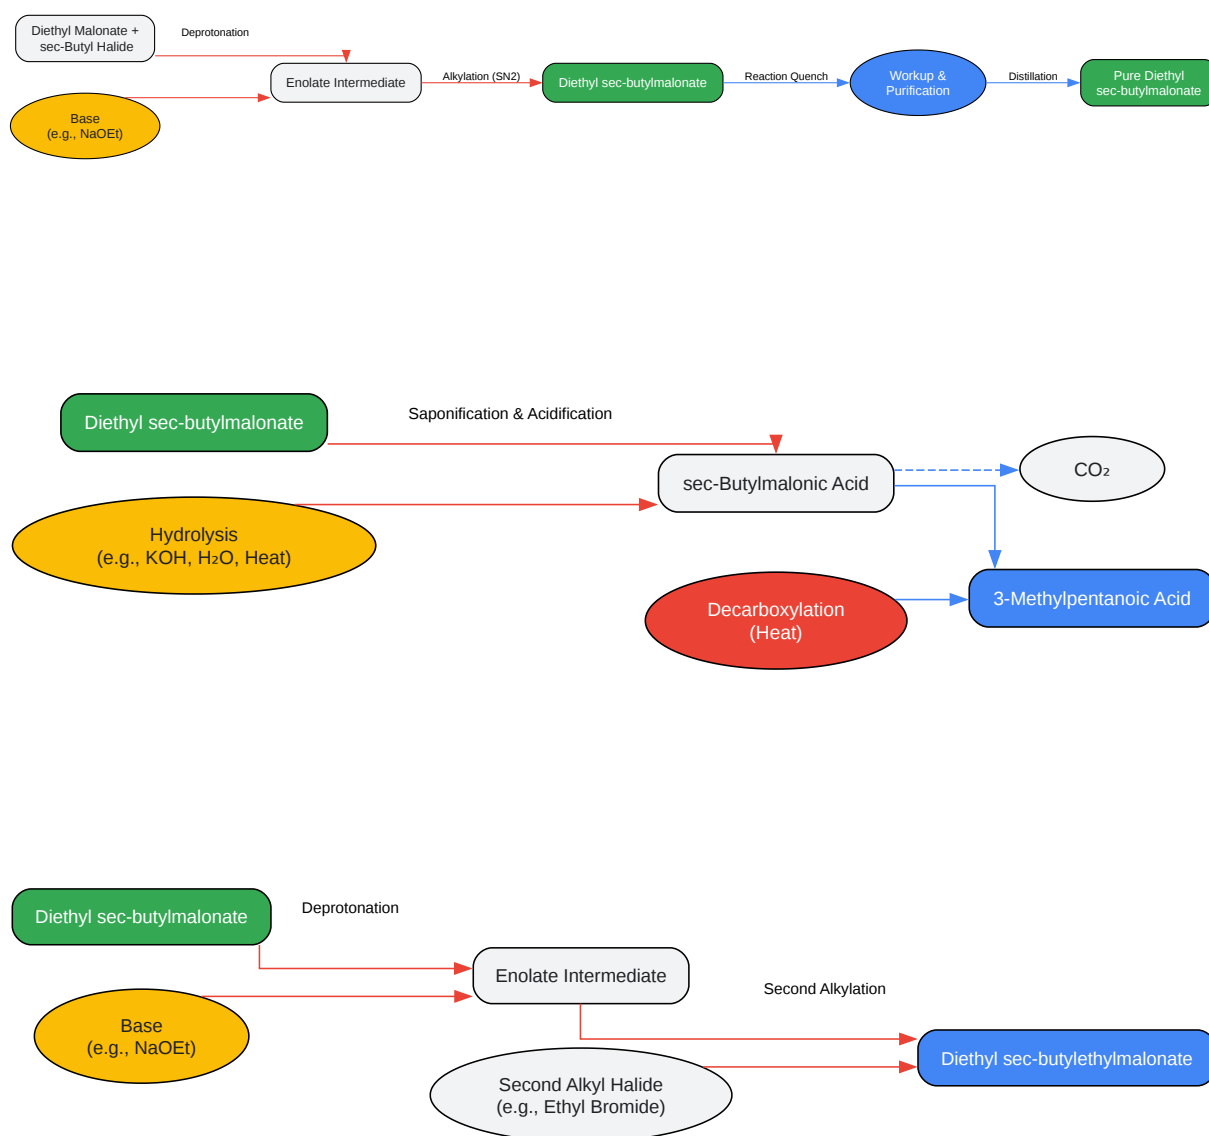 Diethyl Malonate +
sec-Butyl Halide
Deprotonation
Base
(e.g., NaOEt)
Enolate Intermediate
Alkylation (SN2)
Diethyl sec-butylmalonate
Reaction Quench
Workup &
Purification
Distillation
Pure Diethyl
sec-butylmalonate
Diethyl sec-butylmalonate
Saponification & Acidification
Hydrolysis
(e.g., KOH, H₂O, Heat)
sec-Butylmalonic Acid
CO₂
Decarboxylation
(Heat)
3-Methylpentanoic Acid
Diethyl sec-butylmalonate
Deprotonation
Base
(e.g., NaOEt)
Enolate Intermediate
Second Alkylation
Second Alkyl Halide
(e.g., Ethyl Bromide)
Diethyl sec-butylethylmalonate